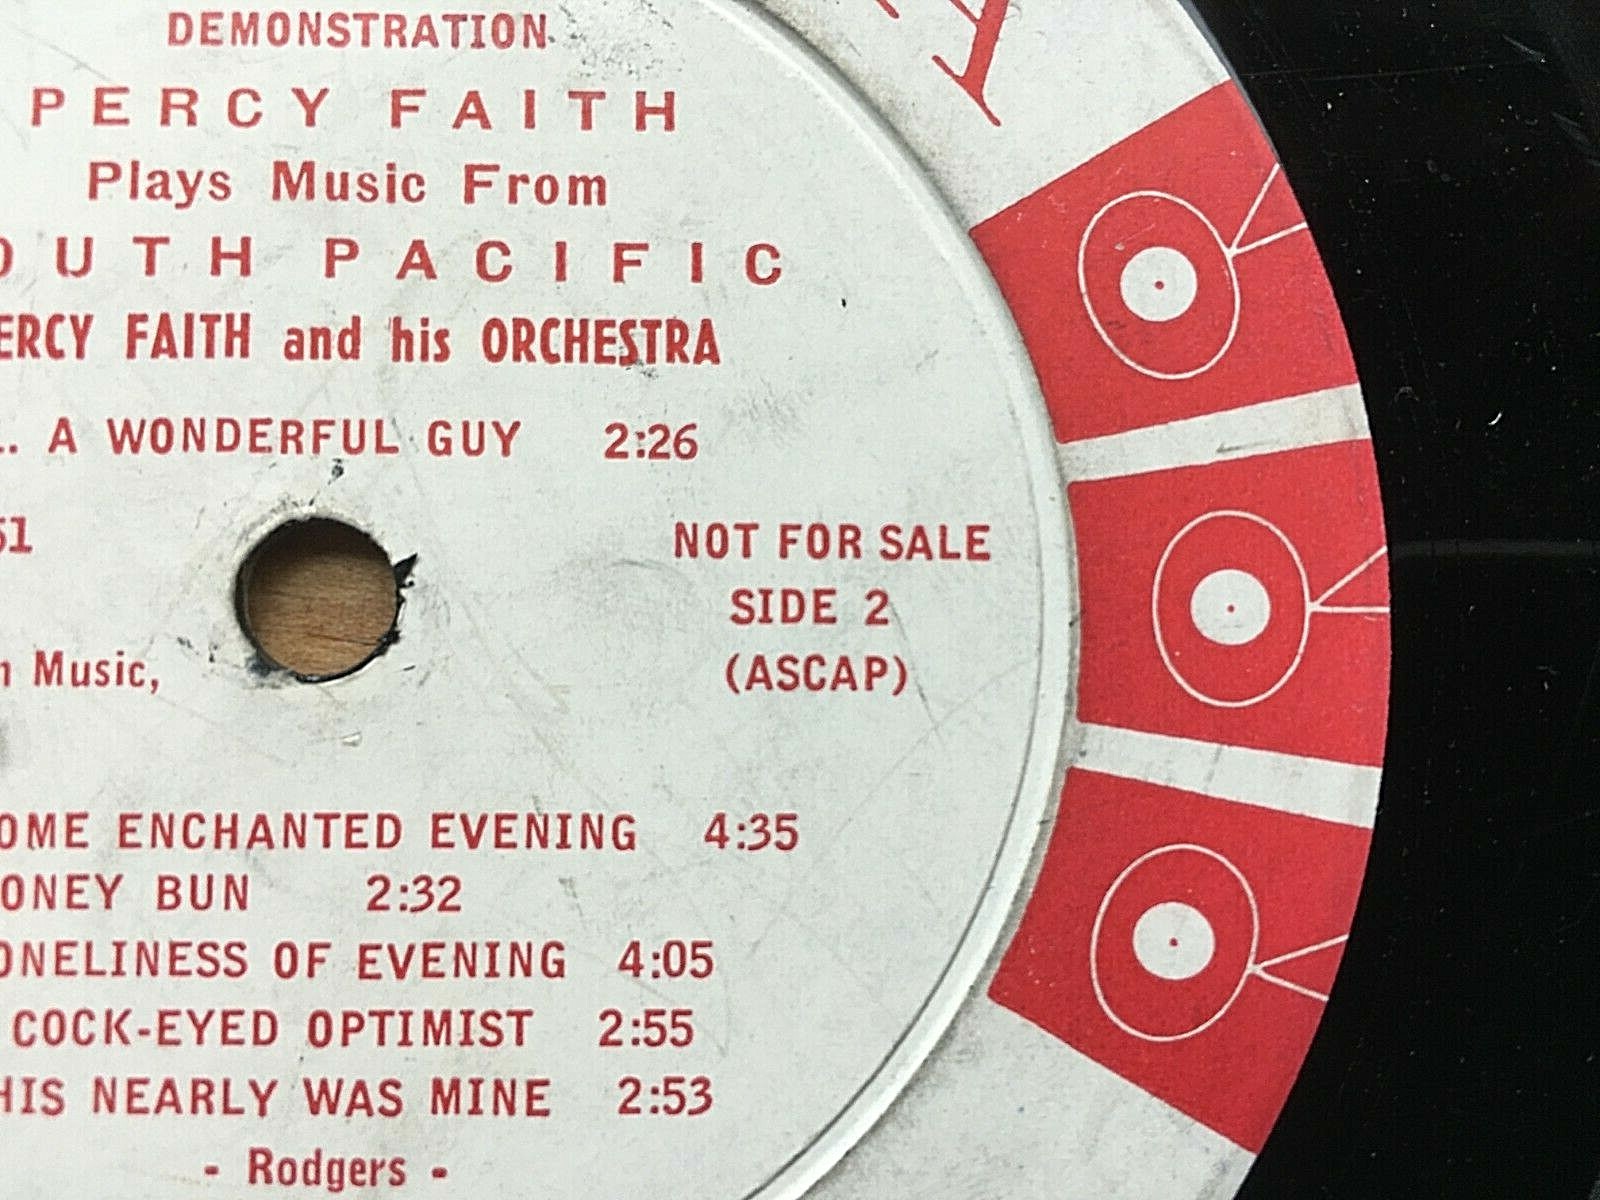 DEMONSTRATION
PERCY FAITH
Plays Music From
OUTH PACIFIC
ERCY FAITH and his ORCHESTRA
. A WONDERFUL GUY 2:26
51
NOT FOR SALE
SIDE 2
Music,
(ASCAP)
OME ENCHANTED EVENING 4:35
ONEY BUN 2:32
ONELINESS OF EVENING 4:05
COCK-EYED OPTIMIST 2:55
HIS NEARLY WAS MINE 2:53
- Rodgers -